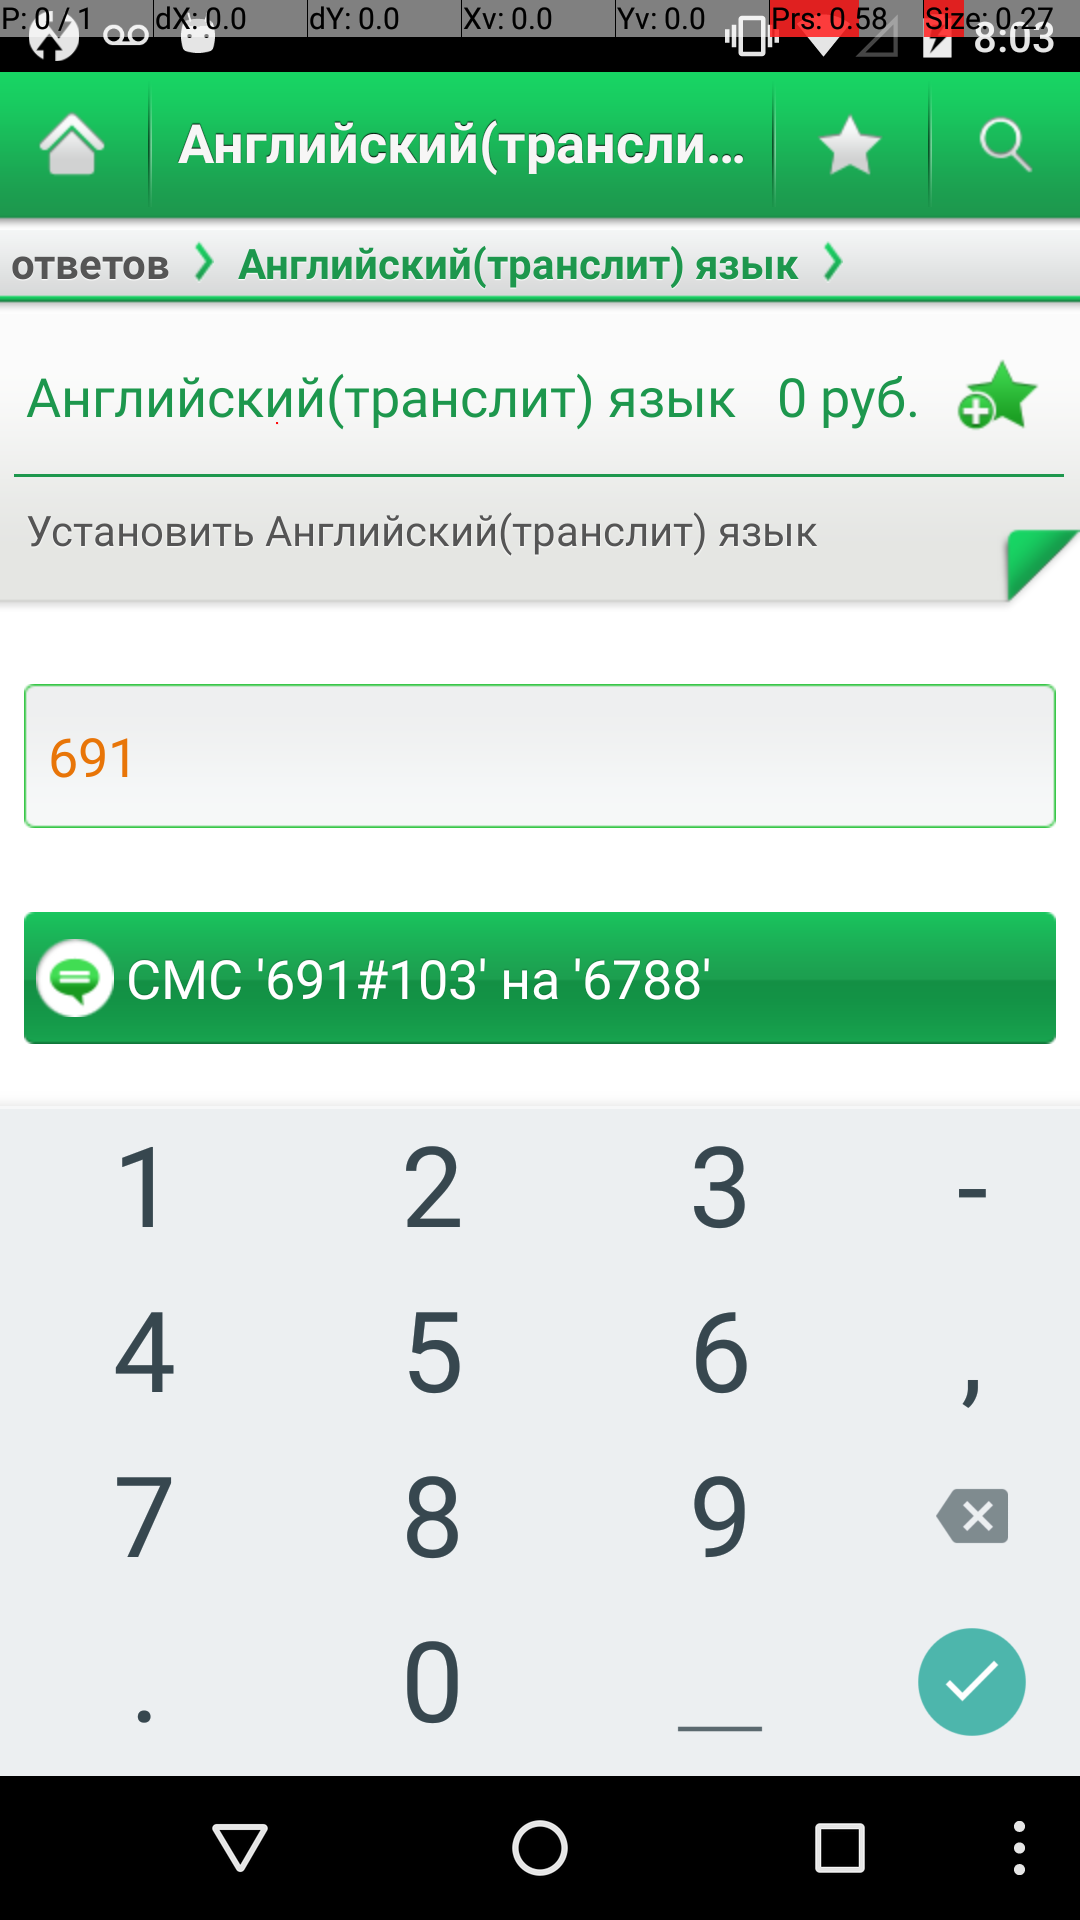 P: 0 / 1 dX: 0.0 dY: 0.0 Xv: 0.0 Yv: 0.0 Prs: 0.58 Size: 0.27
8:03
Английский(трансли...
ответов Английский(транслит) язык
Английский(транслит) язык 0 руб.
Установить Английский(транслит) язык
691
СМС '691#103' на '6788'
1 2 3 -
4 5 6 ,
7 8 9
. 0 _